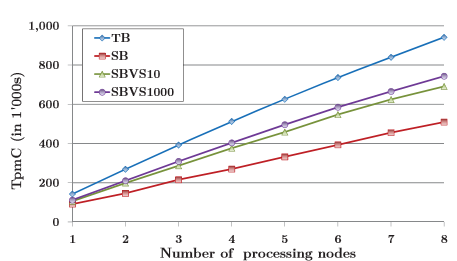 1,000
800
600
400
200
0
TpmC (in 1'000s)
TB
SB
SBVS10
SBVS1000
1 2 3 4 5 6 7 8
Number of processing nodes